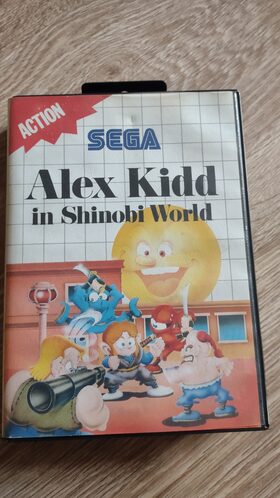 ACTION
SEGA
Alex Kidd
in Shinobi World